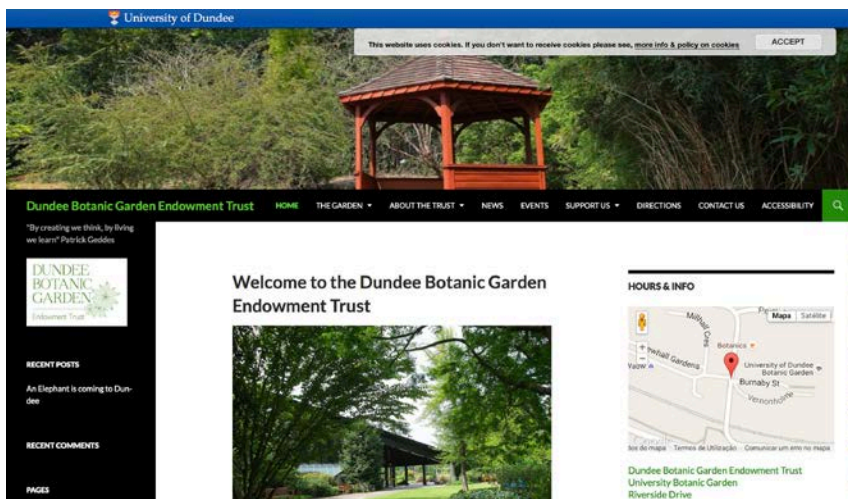 University of Dundee
This website uses cookies. If you don't want to receive cookies please see, more info & policy on cookies
ACCEPT
Dundee Botanic Garden Endowment Trust
HOME
THE GARDEN
ABOUT THE TRUST
NEWS
EVENTS
SUPPORT US
DIRECTIONS
CONTACT US
ACCESSIBILITY
"By creating we think, by living
we learn" Patrick Geddes
DUNDEE
BOTANIC
GARDEN
Endowment Trust
RECENT POSTS
An Elephant is coming to Dun-
dee
RECENT COMMENTS
PAGES
Welcome to the Dundee Botanic Garden
Endowment Trust
HOURS & INFO
Mapa
Satélite
Millhall Cres
Botanics
Gardens
University of Dundee
Botanic Garden
Burnaby St
Vernonholme
do mapa
Termos de Utilização
Comunicar um erro no mapa
Dundee Botanic Garden Endowment Trust
University Botanic Garden
Riverside Drive